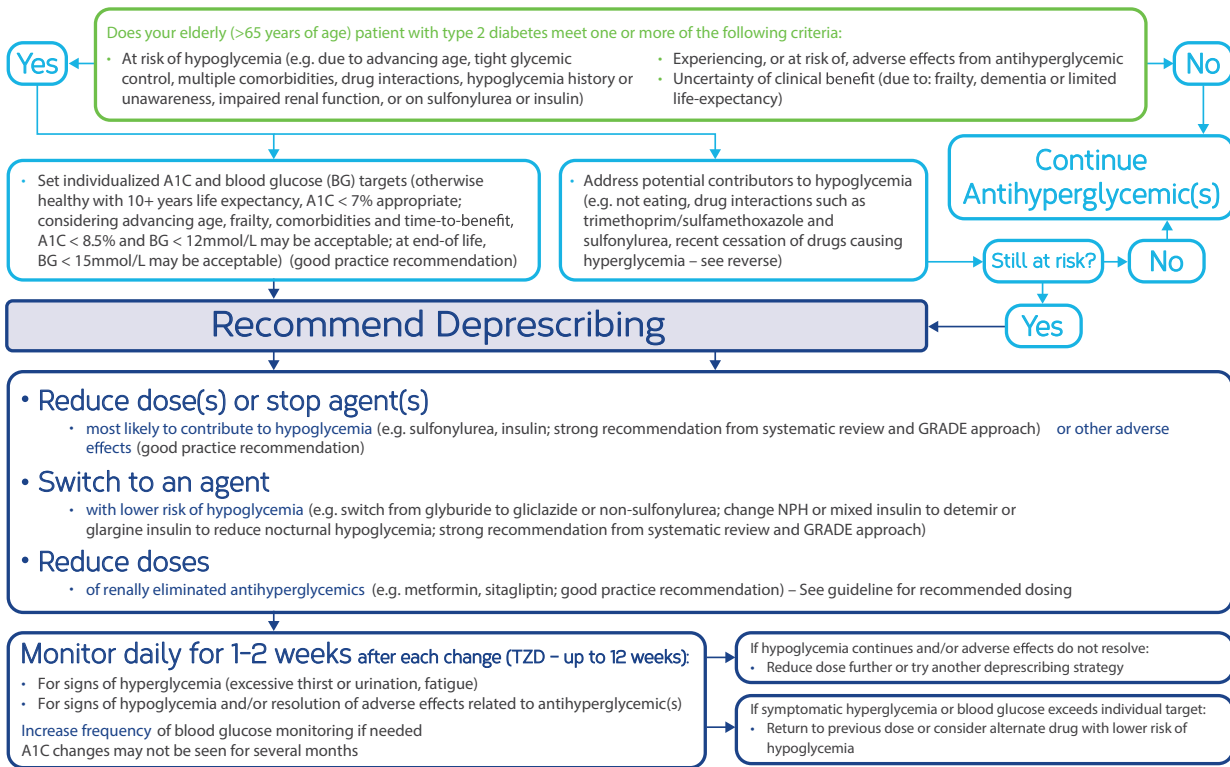 Does your elderly (>65 years of age) patient with type 2 diabetes meet one or more of the following criteria:
Yes
• At risk of hypoglycemia (e.g. due to advancing age, tight glycemic
control, multiple comorbidities, drug interactions, hypoglycemia history or
unawareness, impaired renal function, or on sulfonylurea or insulin)
• Experiencing, or at risk of, adverse effects from antihyperglycemic
• Uncertainty of clinical benefit (due to: frailty, dementia or limited
life-expectancy)
No
• Set individualized A1C and blood glucose (BG) targets (otherwise
healthy with 10+ years life expectancy, A1C < 7% appropriate;
considering advancing age, frailty, comorbidities and time-to-benefit,
A1C < 8.5% and BG < 12mmol/L may be acceptable; at end-of life,
BG < 15mmol/L may be acceptable) (good practice recommendation)
• Address potential contributors to hypoglycemia
(e.g. not eating, drug interactions such as
trimethoprim/sulfamethoxazole and
sulfonylurea, recent cessation of drugs causing
hyperglycemia – see reverse)
Continue
Antihyperglycemic(s)
Still at risk?
No
Yes
Recommend Deprescribing
• Reduce dose(s) or stop agent(s)
• most likely to contribute to hypoglycemia (e.g. sulfonylurea, insulin; strong recommendation from systematic review and GRADE approach) or other adverse
effects (good practice recommendation)
• Switch to an agent
• with lower risk of hypoglycemia (e.g. switch from glyburide to gliclazide or non-sulfonylurea; change NPH or mixed insulin to detemir or
glargine insulin to reduce nocturnal hypoglycemia; strong recommendation from systematic review and GRADE approach)
• Reduce doses
• of renally eliminated antihyperglycemics (e.g. metformin, sitagliptin; good practice recommendation) – See guideline for recommended dosing
Monitor daily for 1-2 weeks after each change (TZD – up to 12 weeks):
• For signs of hyperglycemia (excessive thirst or urination, fatigue)
• For signs of hypoglycemia and/or resolution of adverse effects related to antihyperglycemic(s)
Increase frequency of blood glucose monitoring if needed
A1C changes may not be seen for several months
If hypoglycemia continues and/or adverse effects do not resolve:
• Reduce dose further or try another deprescribing strategy
If symptomatic hyperglycemia or blood glucose exceeds individual target:
• Return to previous dose or consider alternate drug with lower risk of
hypoglycemia